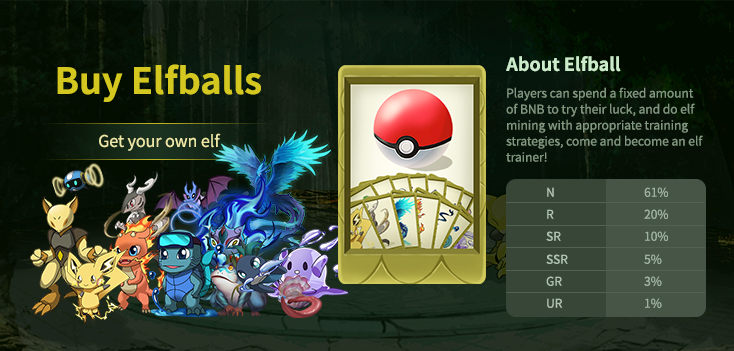 Buy Elfballs
Get your own elf
About Elfball
Players can spend a fixed amount
of BNB to try their luck, and do elf
mining with appropriate training
strategies, come and become an elf
trainer!
N 61%
R 20%
SR 10%
SSR 5%
GR 3%
UR 1%